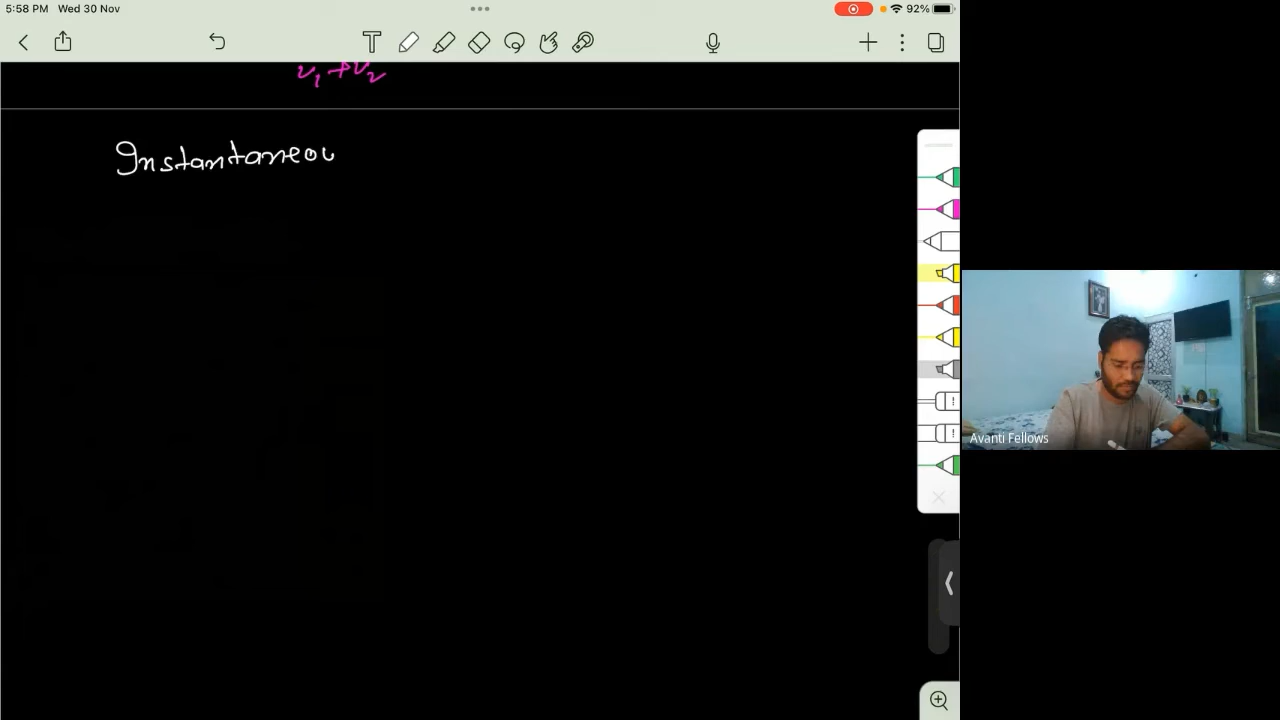 5:58 PM Wed 30 Nov
92%
T
v₁ + v₂
Instantaneou
Avanti Fellows